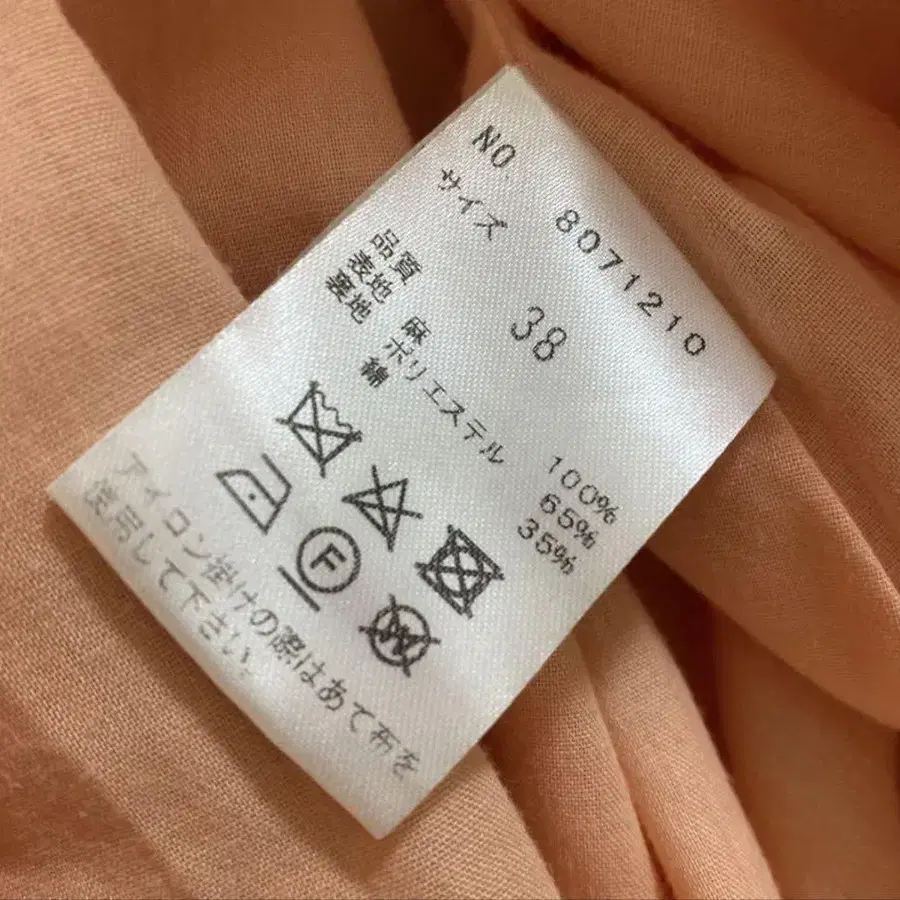 NO. 8071210
サイズ 38
品質
表地 麻 100%
裏地 ポリエステル 65%
綿 35%
F
W
アイロン掛けの際はあて布を
使用して下さい。